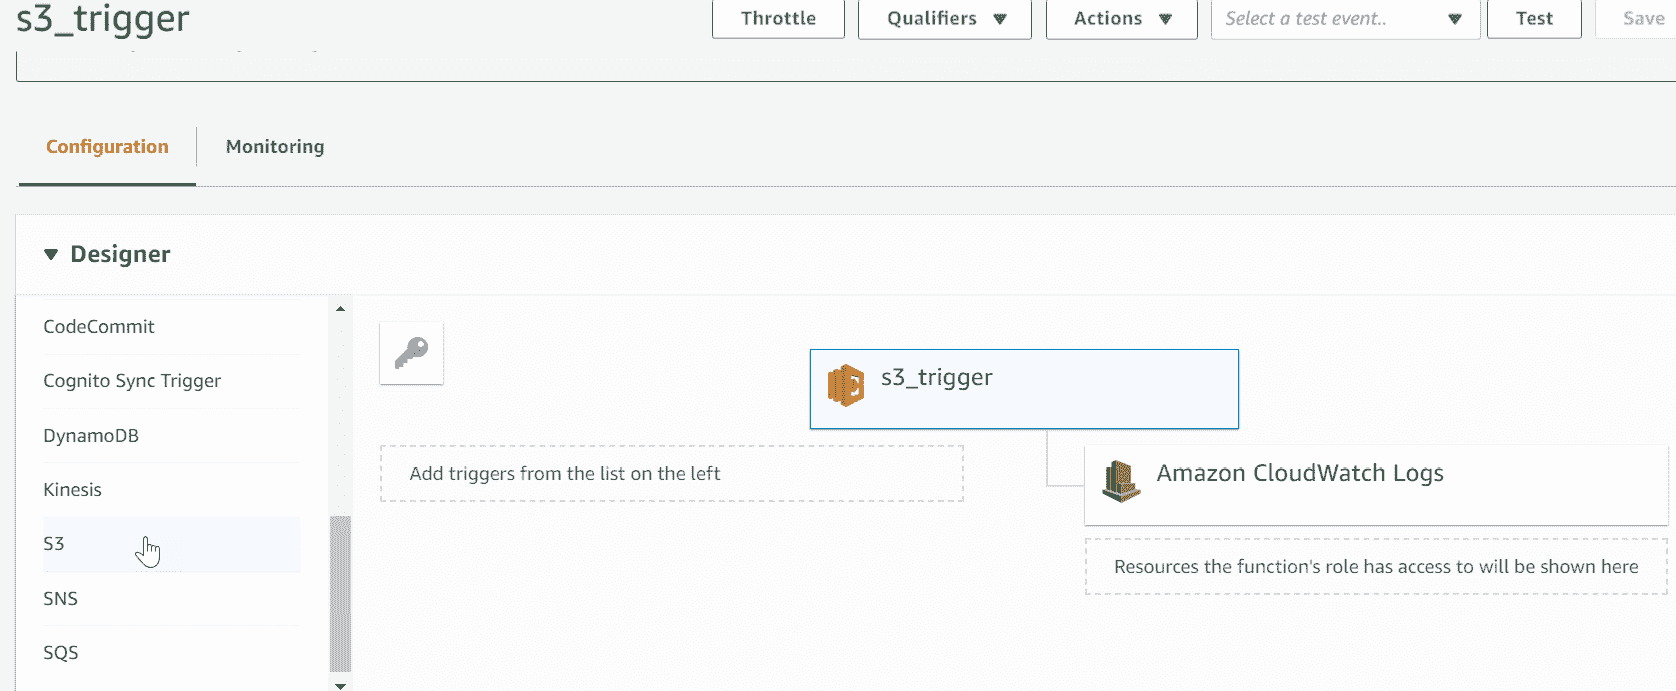 s3_trigger
Throttle
Qualifiers
Actions
Select a test event..
Test
Save
Configuration
Monitoring
Designer
CodeCommit
Cognito Sync Trigger
DynamoDB
Kinesis
S3
SNS
SQS
s3_trigger
Add triggers from the list on the left
Amazon CloudWatch Logs
Resources the function's role has access to will be shown here